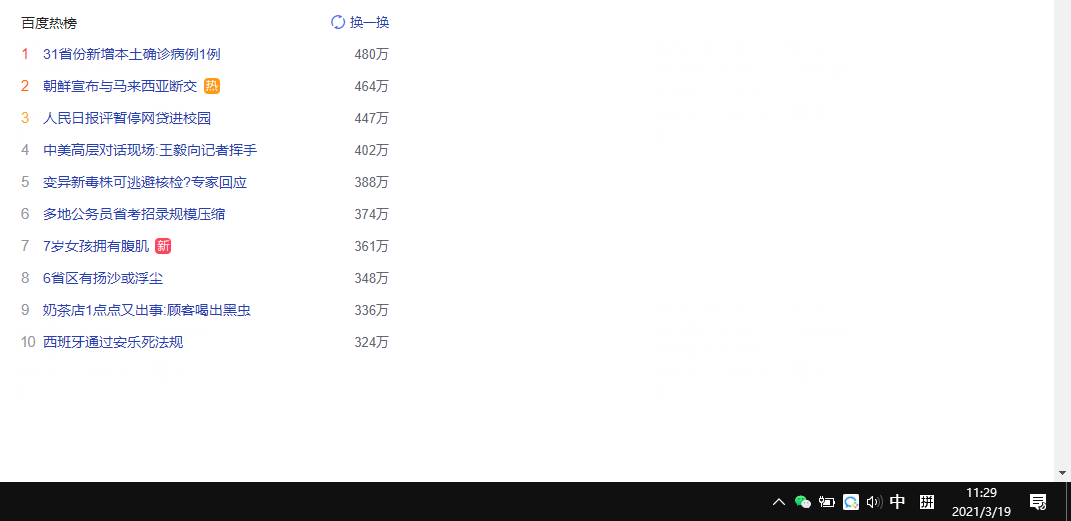 百度热榜 换一换
1 31省份新增本土确诊病例1例 480万
2 朝鲜宣布与马来西亚断交 热 464万
3 人民日报评暂停网贷进校园 447万
4 中美高层对话现场:王毅向记者挥手 402万
5 变异新毒株可逃避核检?专家回应 388万
6 多地公务员省考招录规模压缩 374万
7 7岁女孩拥有腹肌 新 361万
8 6省区有扬沙或浮尘 348万
9 奶茶店1点点又出事:顾客喝出黑虫 336万
10 西班牙通过安乐死法规 324万
中 拼 11:29
2021/3/19